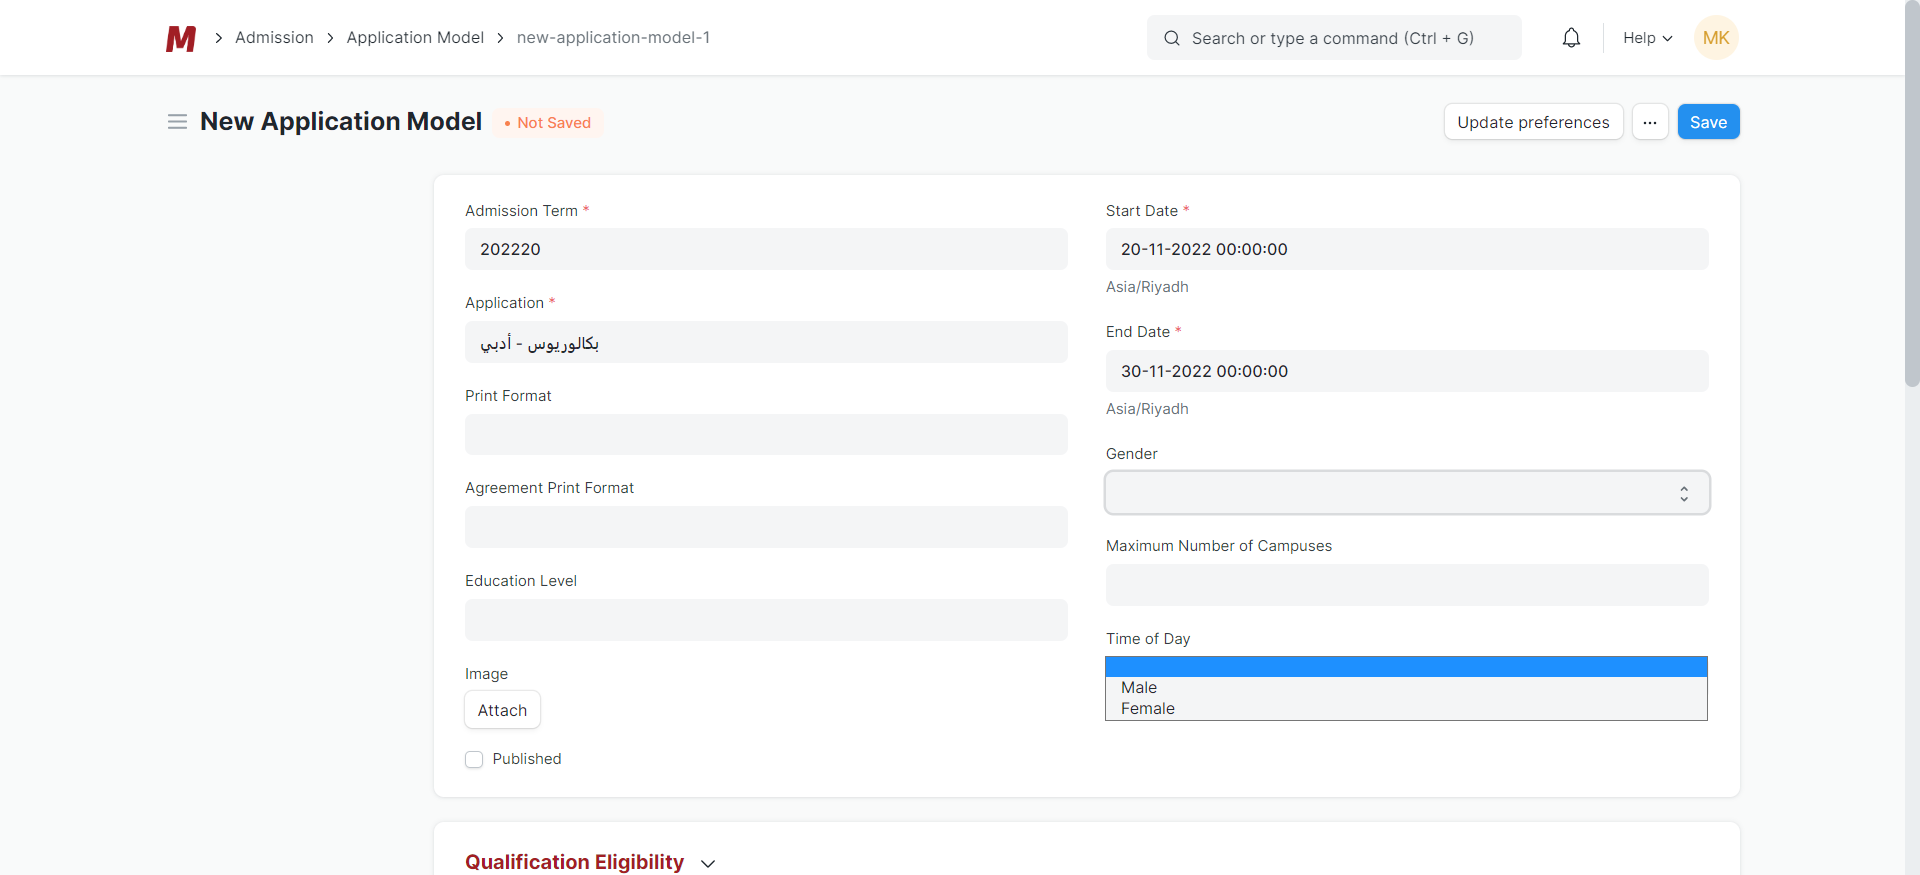 M
Admission
Application Model
new-application-model-1
Search or type a command (Ctrl + G)
Help
MK
New Application Model
Not Saved
Update preferences
...
Save
Admission Term *
202220
Application *
بكالوريوس - أدبي
Print Format
Agreement Print Format
Education Level
Image
Attach
Published
Start Date *
20-11-2022 00:00:00
Asia/Riyadh
End Date *
30-11-2022 00:00:00
Asia/Riyadh
Gender
Maximum Number of Campuses
Time of Day
Male
Female
Qualification Eligibility